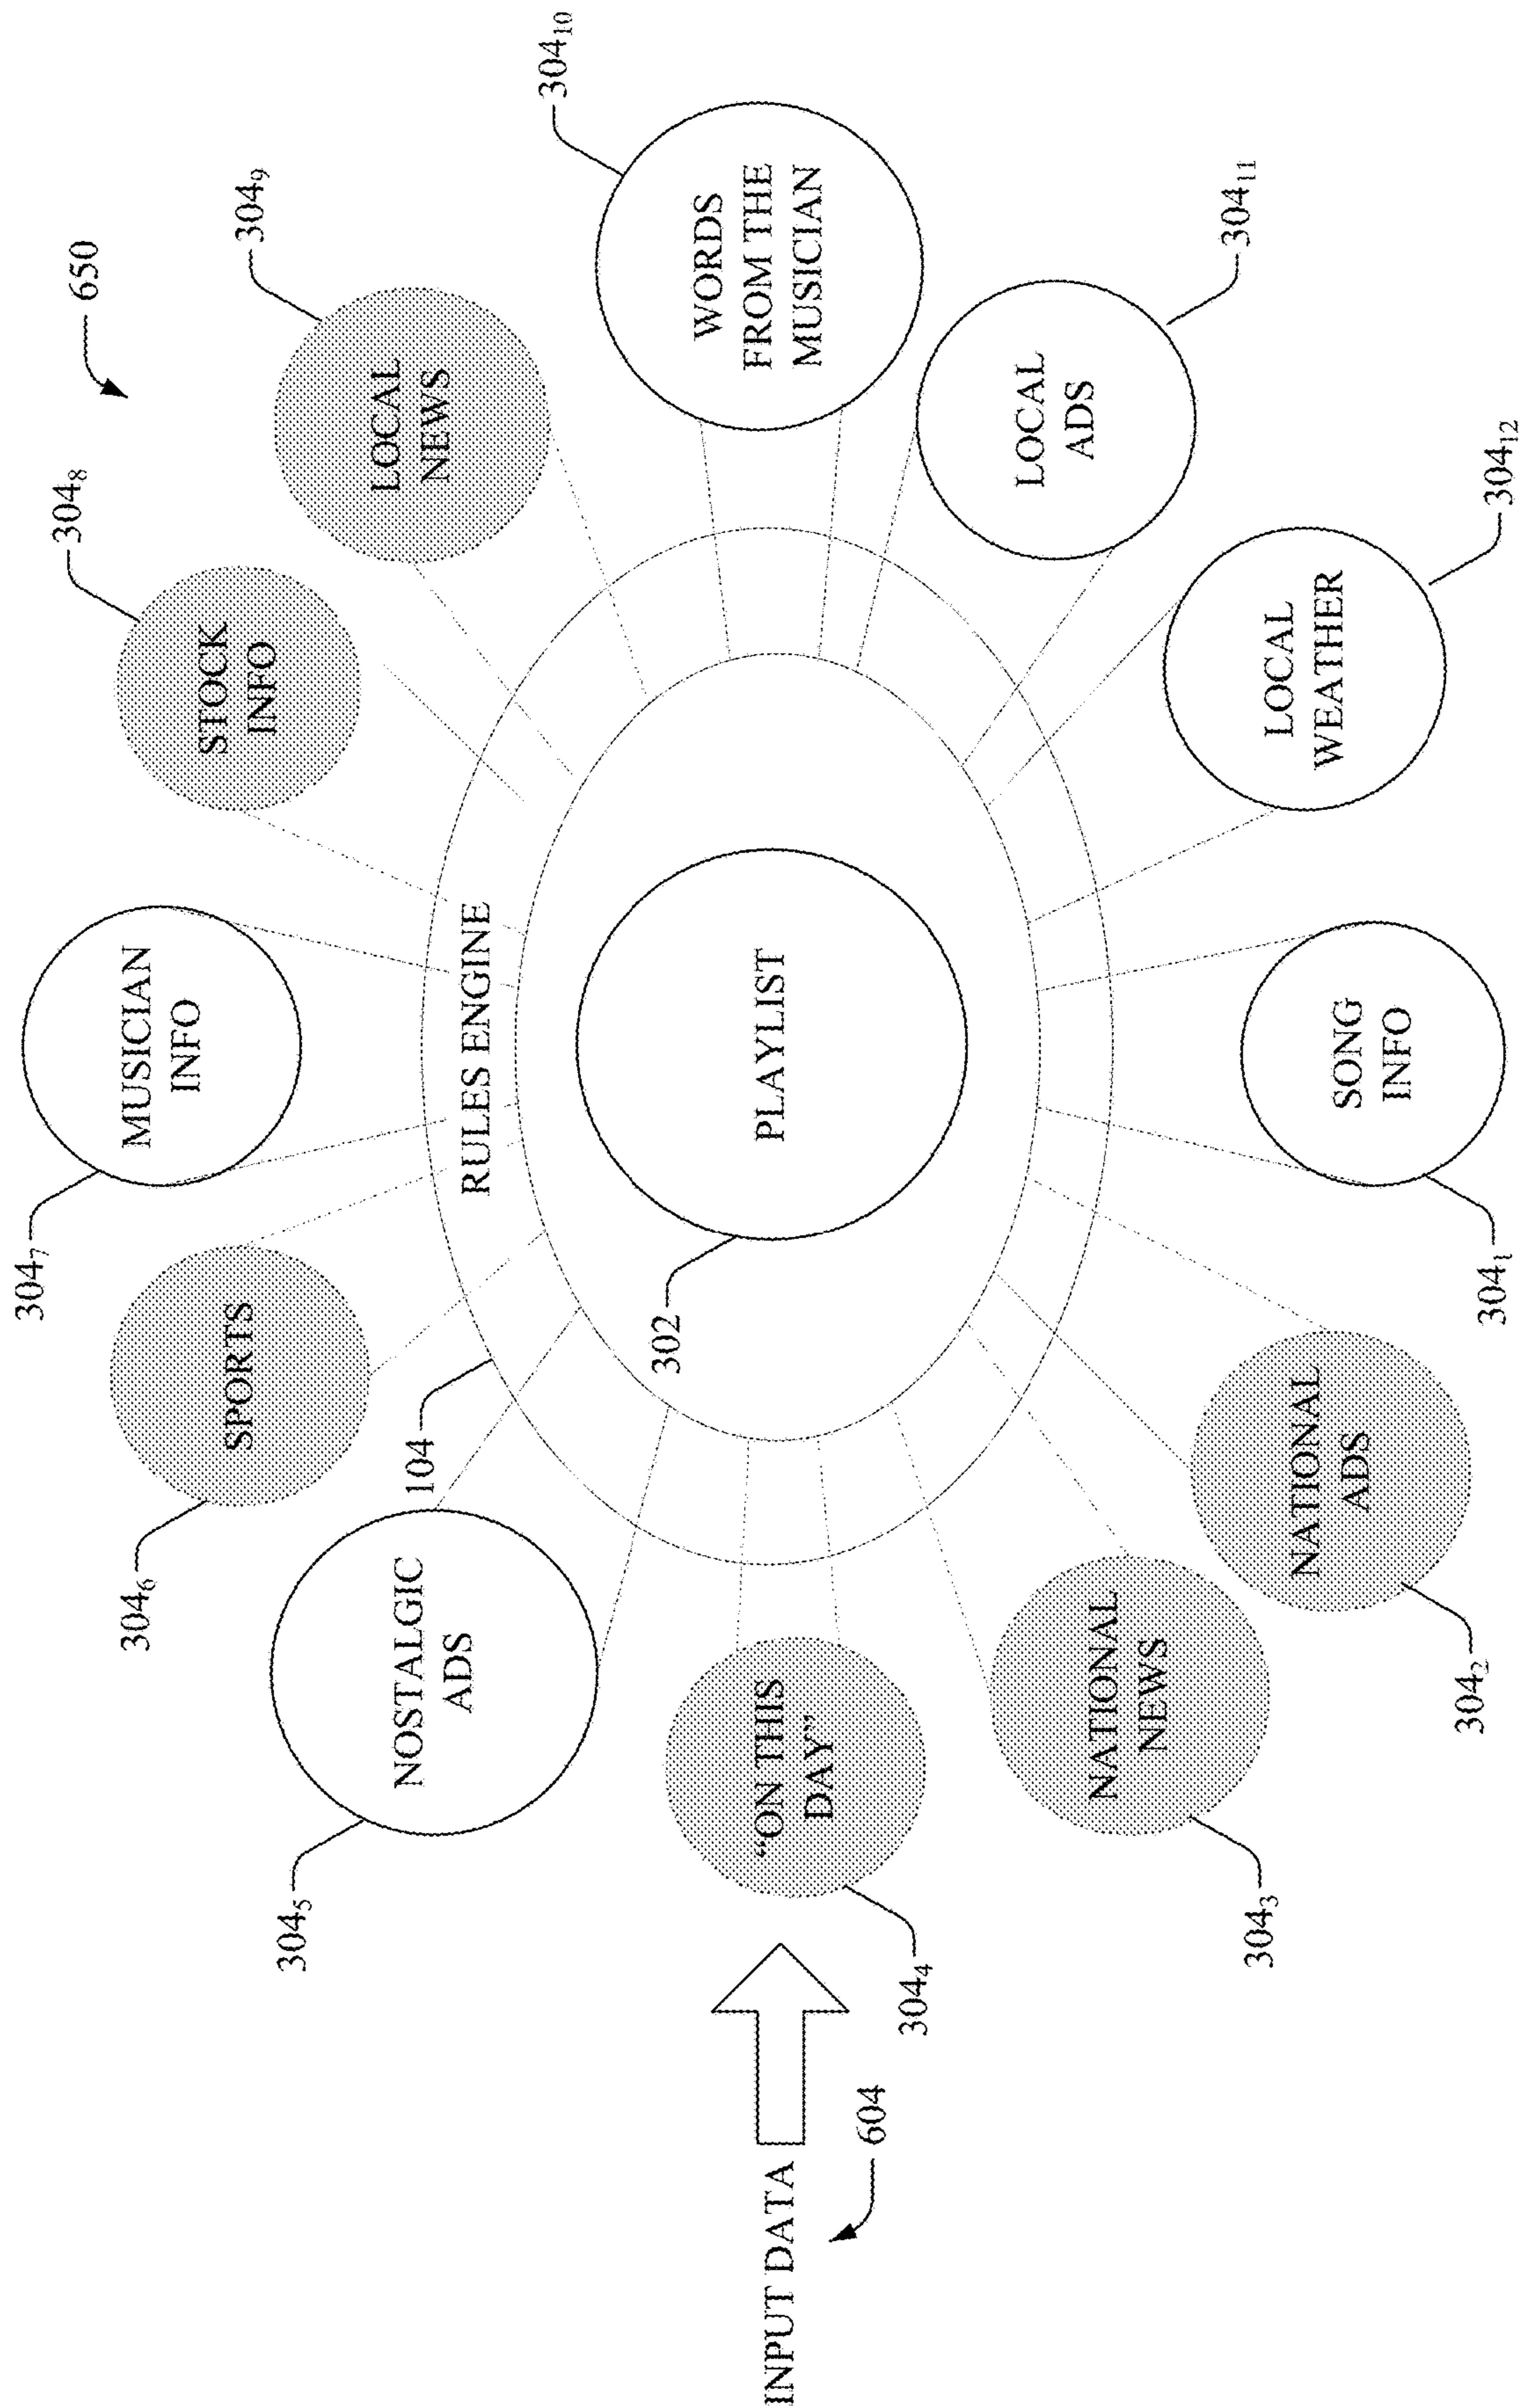 650
304₇
MUSICIAN
INFO
304₈
STOCK
INFO
304₆
SPORTS
304₉
LOCAL
NEWS
304₅
NOSTALGIC
ADS
104
RULES ENGINE
304₁₀
WORDS
FROM THE
MUSICIAN
302
PLAYLIST
INPUT DATA
604
304₄
“ON THIS
DAY”
304₁₁
LOCAL
ADS
304₃
NATIONAL
NEWS
304₁₂
LOCAL
WEATHER
304₂
NATIONAL
ADS
304₁
SONG
INFO